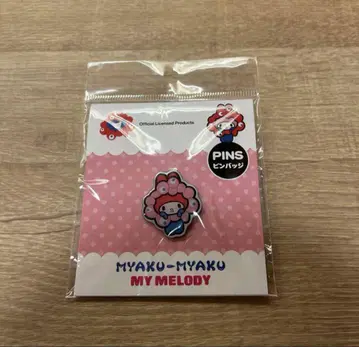 Official Licensed Products
PINS
ピンバッジ
MYAKU-MYAKU
MY MELODY